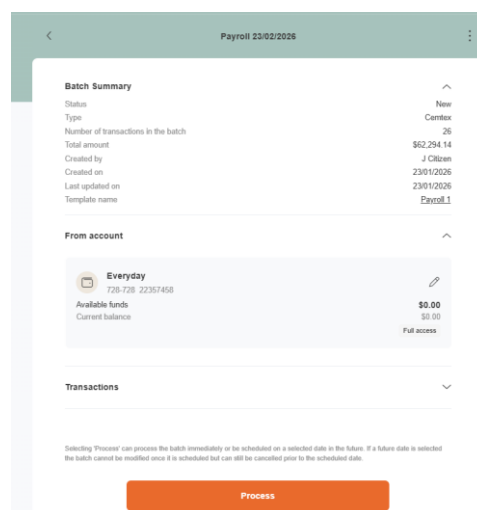 Payroll 23/02/2026
Batch Summary
Status New
Type Cemtex
Number of transactions in the batch 26
Total amount $62,294.14
Created by J Citizen
Created on 23/01/2026
Last updated on 23/01/2026
Template name Payroll 1
From account
Everyday
728-728 22357458
Available funds $0.00
Current balance $0.00
Full access
Transactions
Selecting 'Process' can process the batch immediately or be scheduled on a selected date in the future. If a future date is selected
the batch cannot be modified once it is scheduled but can still be cancelled prior to the scheduled date.
Process